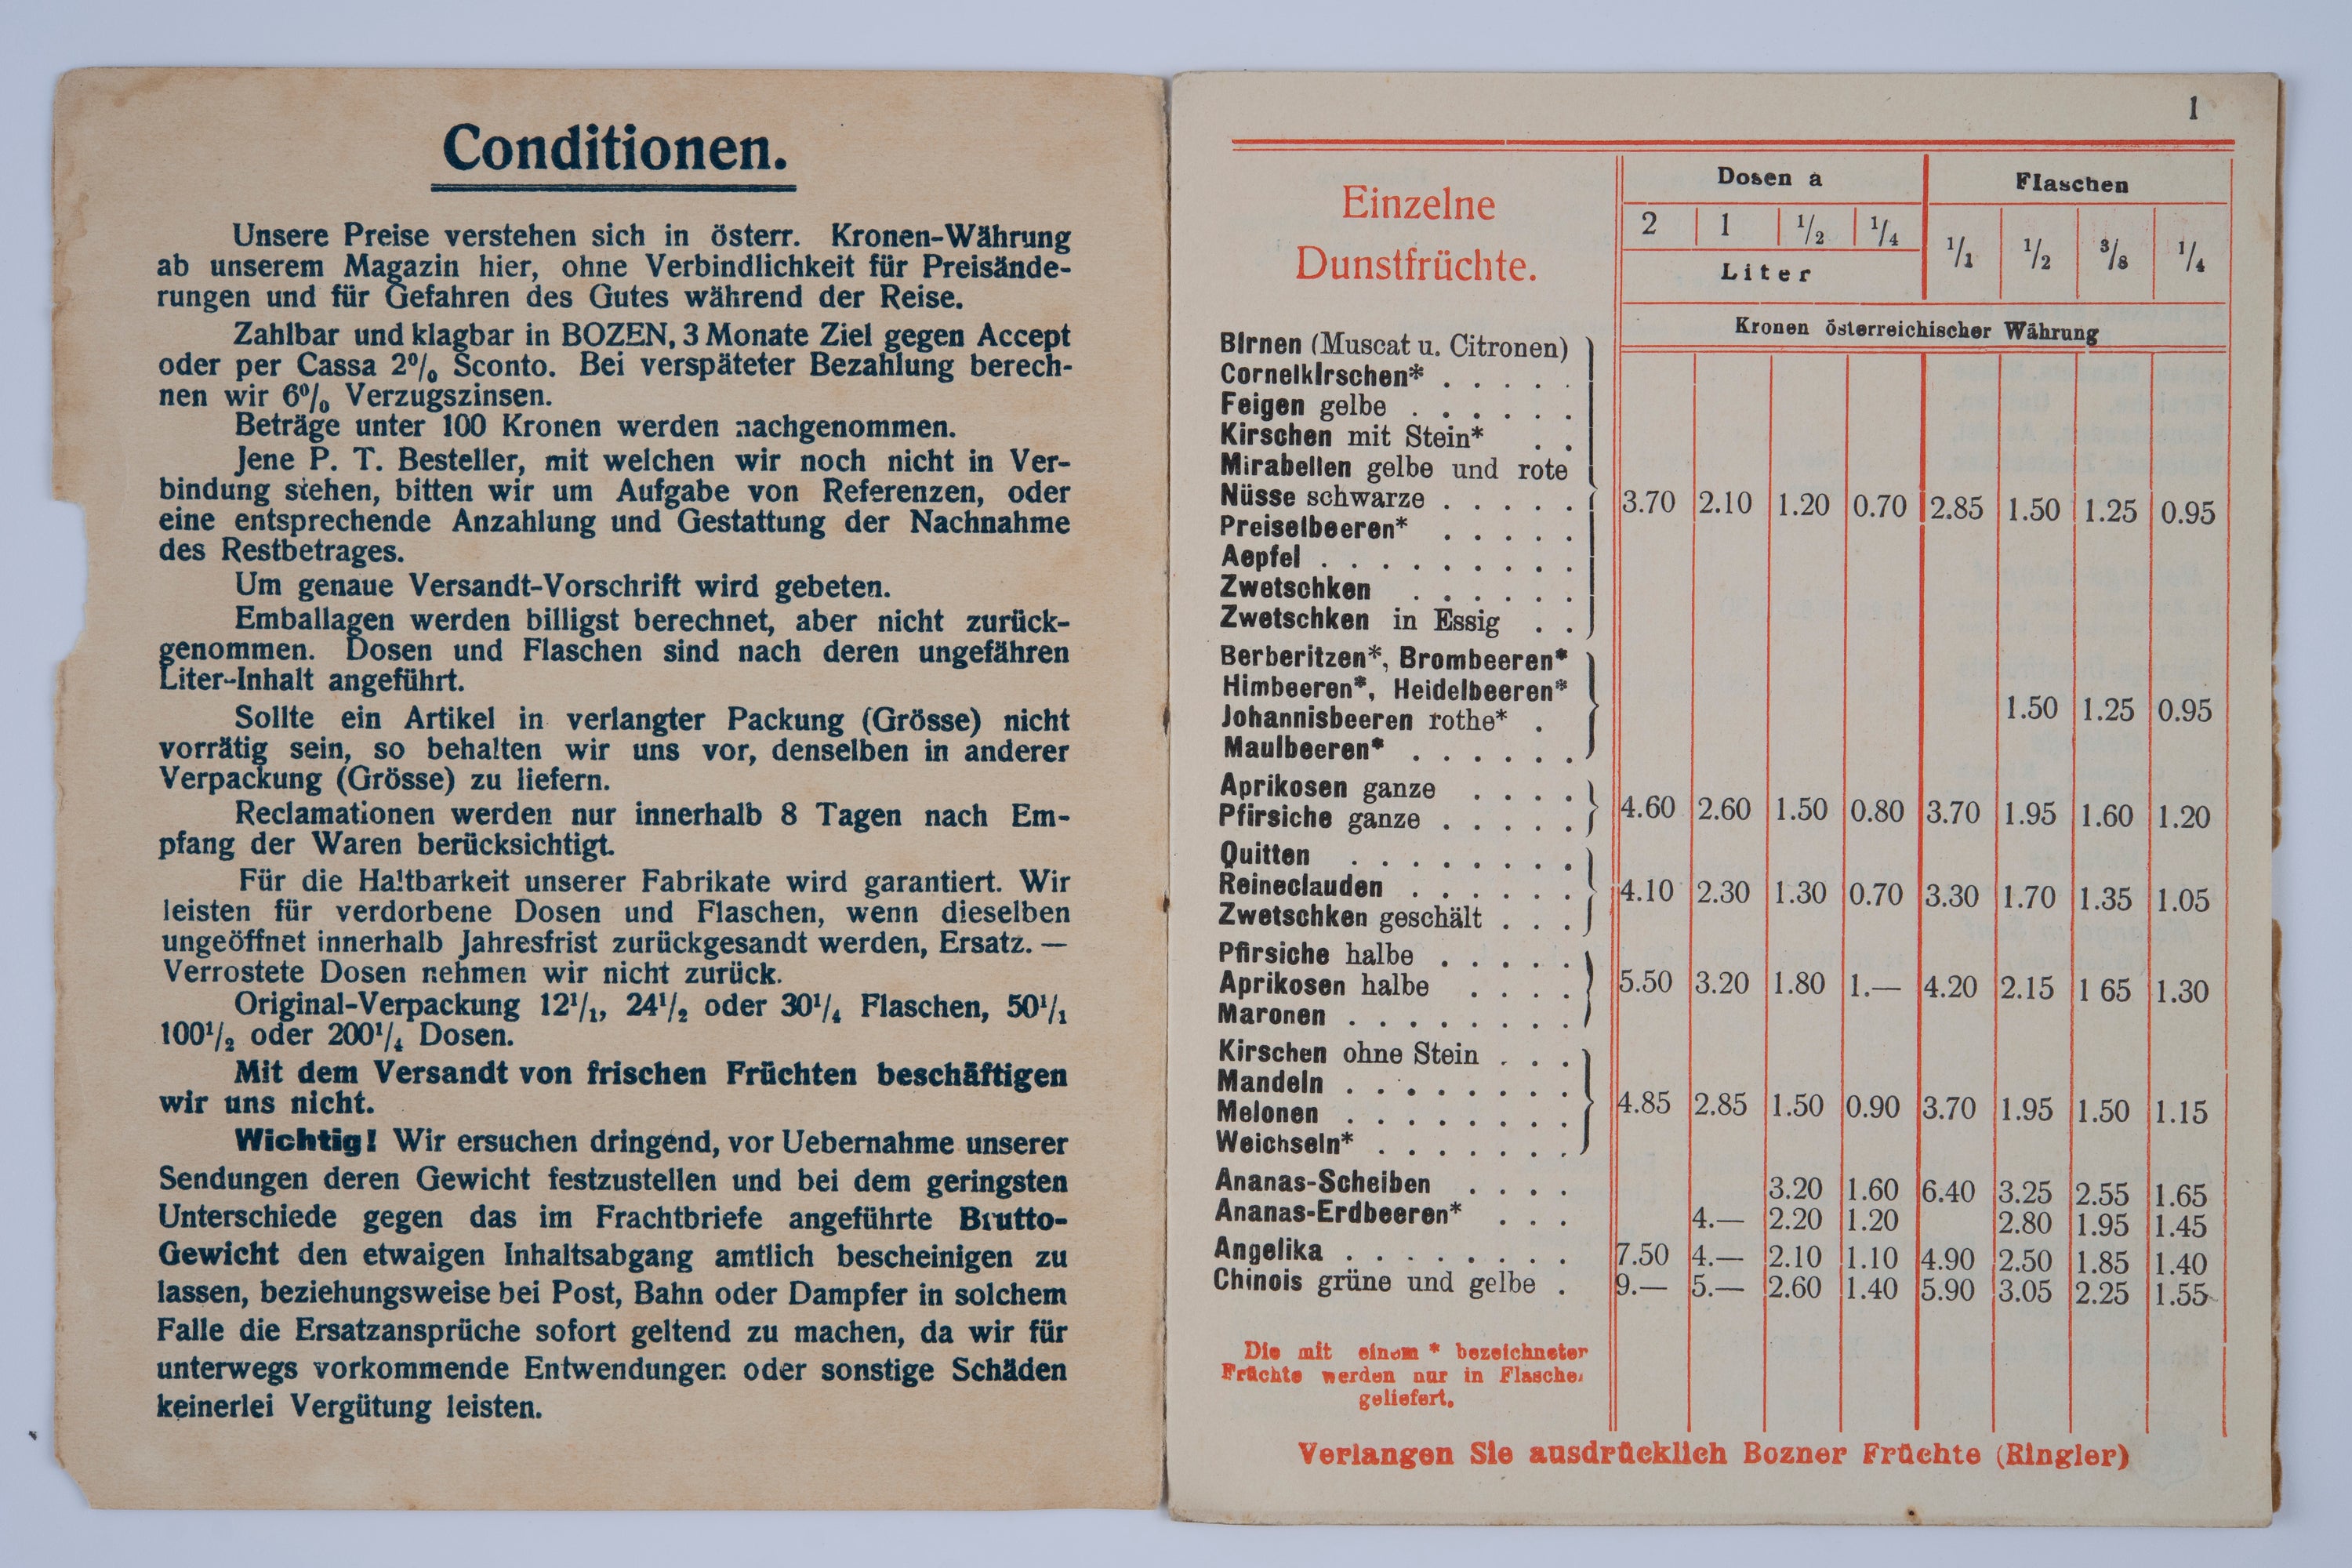 Conditionen.
Unsere Preise verstehen sich in österr. Kronen-Währung
ab unserem Magazin hier, ohne Verbindlichkeit für Preisände-
rungen und für Gefahren des Gutes während der Reise.
Zahlbar und klagbar in BOZEN, 3 Monate Ziel gegen Accept
oder per Cassa 2% Sconto. Bei verspäteter Bezahlung berech-
nen wir 6% Verzugszinsen.
Beträge unter 100 Kronen werden nachgenommen.
Jene P. T. Besteller, mit welchen wir noch nicht in Ver-
bindung stehen, bitten wir um Aufgabe von Referenzen, oder
eine entsprechende Anzahlung und Gestattung der Nachnahme
des Restbetrages.
Um genaue Versandt-Vorschrift wird gebeten.
Emballagen werden billigst berechnet, aber nicht zurück-
genommen. Dosen und Flaschen sind nach deren ungefähren
Liter-Inhalt angeführt.
Sollte ein Artikel in verlangter Packung (Grösse) nicht
vorrätig sein, so behalten wir uns vor, denselben in anderer
Verpackung (Grösse) zu liefern.
Reclamationen werden nur innerhalb 8 Tagen nach Em-
pfang der Waren berücksichtigt.
Für die Haltbarkeit unserer Fabrikate wird garantiert. Wir
leisten für verdorbene Dosen und Flaschen, wenn dieselben
ungeöffnet innerhalb Jahresfrist zurückgesandt werden, Ersatz. —
Verrostete Dosen nehmen wir nicht zurück.
Original-Verpackung 12 1/1, 24 1/2 oder 30 1/4 Flaschen, 50 1/1
100 1/2 oder 200 1/4 Dosen.
Mit dem Versandt von frischen Früchten beschäftigen
wir uns nicht.
Wichtig! Wir ersuchen dringend, vor Uebernahme unserer
Sendungen deren Gewicht festzustellen und bei dem geringsten
Unterschiede gegen das im Frachtbriefe angeführte Brutto-
Gewicht den etwaigen Inhaltsabgang amtlich bescheinigen zu
lassen, beziehungsweise bei Post, Bahn oder Dampfer in solchem
Falle die Ersatzansprüche sofort geltend zu machen, da wir für
unterwegs vorkommende Entwendungen oder sonstige Schäden
keinerlei Vergütung leisten.
1
Einzelne
Dunstfrüchte.
Dosen a Flaschen
2 1 1/2 1/4 1/1 1/2 3/8 1/4
Liter
Kronen österreichischer Währung
Birnen (Muscat u. Citronen)
Cornelkirschen* . . . . .
Feigen gelbe . . . . . .
Kirschen mit Stein* . .
Mirabellen gelbe und rote
Nüsse schwarze . . . . . 3.70 2.10 1.20 0.70 2.85 1.50 1.25 0.95
Preiselbeeren* . . . . .
Aepfel . . . . . . . . .
Zwetschken . . . . . .
Zwetschken in Essig . .
Berberitzen*, Brombeeren*
Himbeeren*, Heidelbeeren*
Johannisbeeren rothe* . 1.50 1.25 0.95
Maulbeeren* . . . . . .
Aprikosen ganze . . . .
Pfirsiche ganze . . . . . 4.60 2.60 1.50 0.80 3.70 1.95 1.60 1.20
Quitten . . . . . . . .
Reineclauden . . . . . . 4.10 2.30 1.30 0.70 3.30 1.70 1.35 1.05
Zwetschken geschält . . .
Pfirsiche halbe . . . . .
Aprikosen halbe . . . . 5.50 3.20 1.80 1.— 4.20 2.15 1 65 1.30
Maronen . . . . . . . .
Kirschen ohne Stein . . .
Mandeln . . . . . . . .
Melonen . . . . . . . . 4.85 2.85 1.50 0.90 3.70 1.95 1.50 1.15
Weichseln* . . . . . . .
Ananas-Scheiben . . . . 3.20 1.60 6.40 3.25 2.55 1.65
Ananas-Erdbeeren* . . . 4.— 2.20 1.20 2.80 1.95 1.45
Angelika . . . . . . . . 7.50 4.— 2.10 1.10 4.90 2.50 1.85 1.40
Chinois grüne und gelbe . 9.— 5.— 2.60 1.40 5.90 3.05 2.25 1.55
Die mit einem * bezeichneter
Früchte werden nur in Flasche
geliefert.
Verlangen Sie ausdrücklich Bozner Früchte (Ringler)